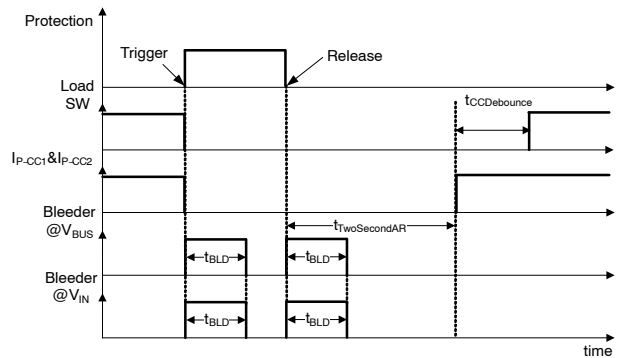 Protection
Trigger
Release
Load
SW
tCCDebounce
IP-CC1&IP-CC2
Bleeder
@VBUS
tTwoSecondAR
tBLD
tBLD
Bleeder
@VIN
tBLD
tBLD
time